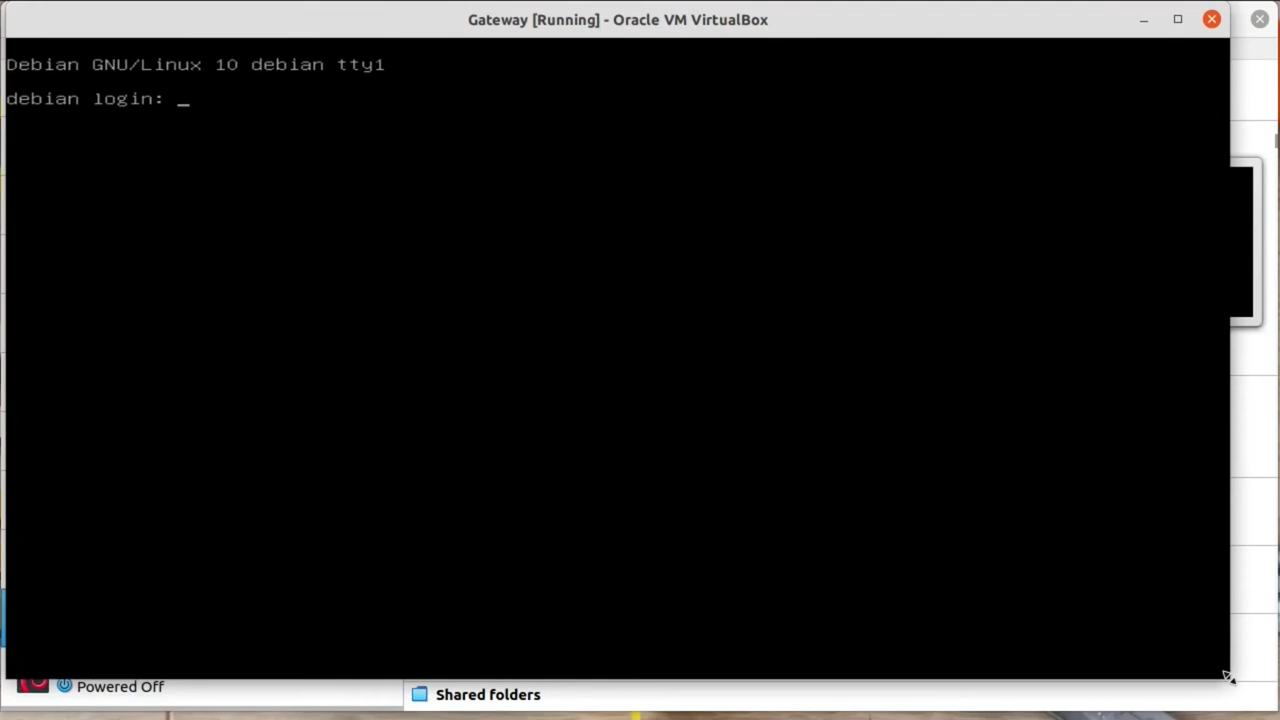 Gateway [Running] - Oracle VM VirtualBox
Debian GNU/Linux 10 debian tty1
debian login: _
Powered Off
Shared folders